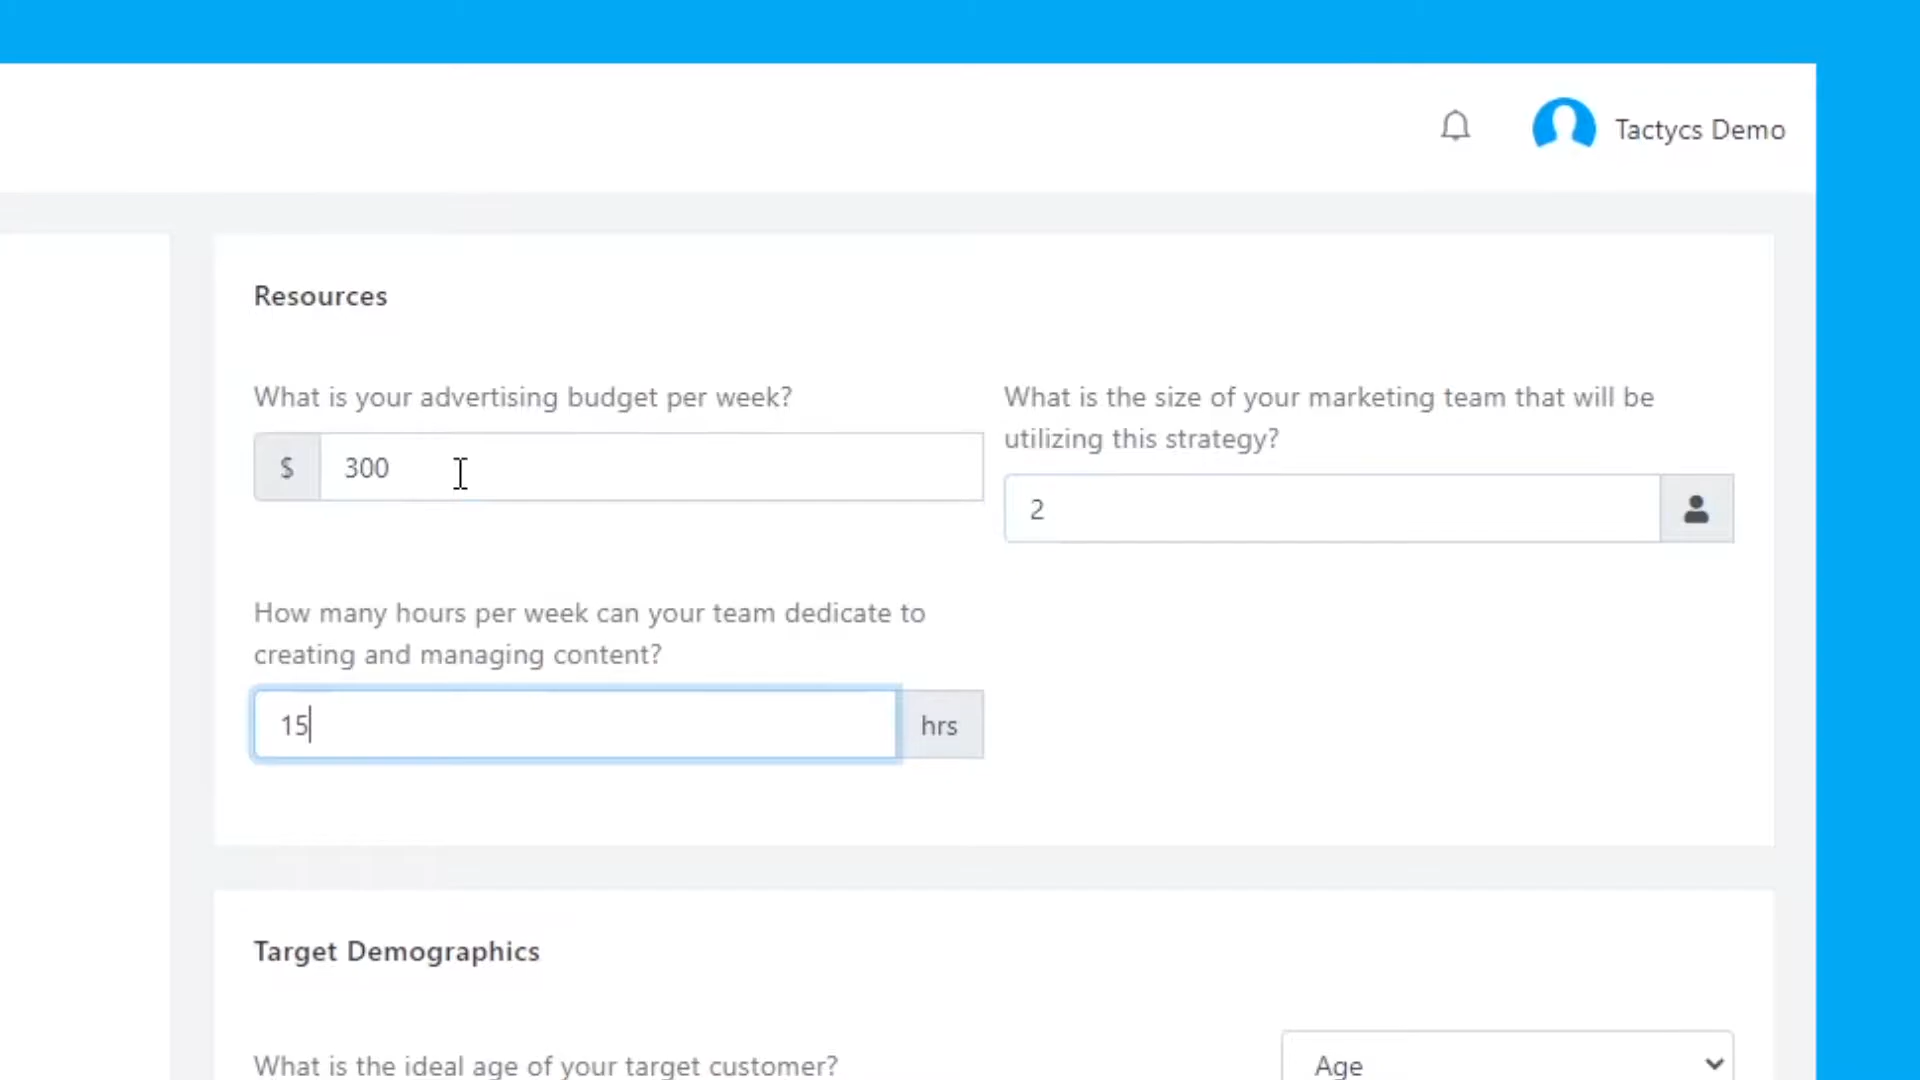 Tactycs Demo
Resources
What is your advertising budget per week?
$ 300
What is the size of your marketing team that will be
utilizing this strategy?
2
How many hours per week can your team dedicate to
creating and managing content?
15 hrs
Target Demographics
What is the ideal age of your target customer?
Age